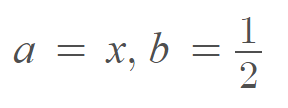 a = x, b = 1/2